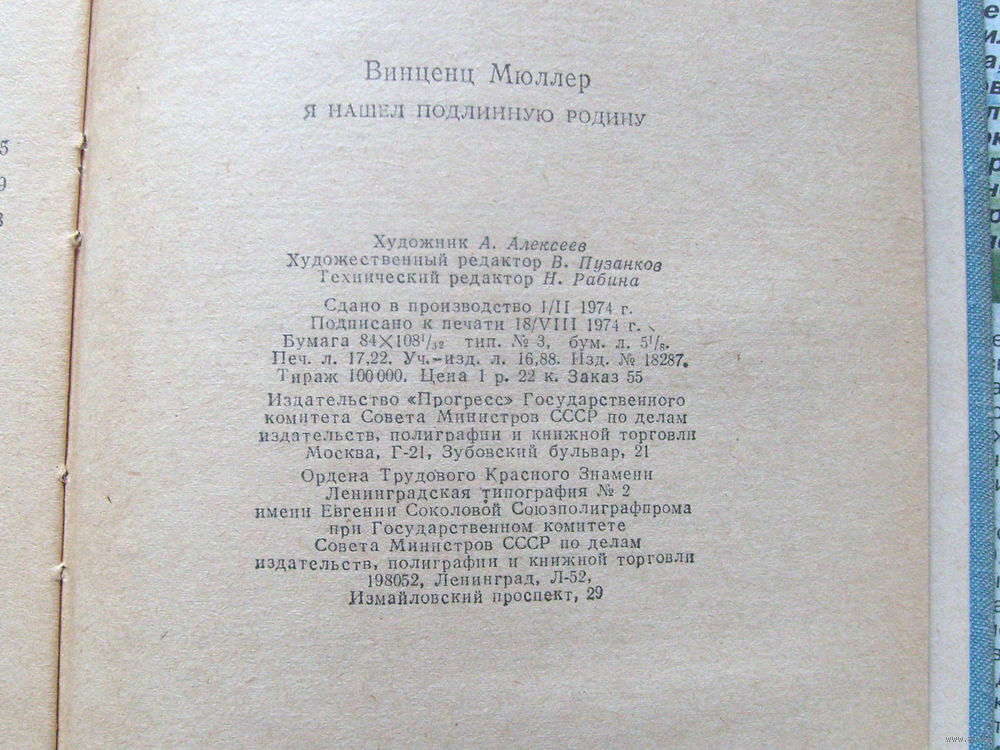 Винценц Мюллер
Я НАШЕЛ ПОДЛИННУЮ РОДИНУ
Художник А. Алексеев
Художественный редактор В. Пузанков
Технический редактор Н. Рабина
Сдано в производство 1/II 1974 г.
Подписано к печати 18/VIII 1974 г.
Бумага 84×108¹/₃₂ тип. № 3, бум. л. 5¹/₈.
Печ. л. 17,22. Уч.-изд. л. 16,88. Изд. № 18287.
Тираж 100000. Цена 1 р. 22 к. Заказ 55
Издательство «Прогресс» Государственного
комитета Совета Министров СССР по делам
издательств, полиграфии и книжной торговли
Москва, Г-21, Зубовский бульвар, 21
Ордена Трудового Красного Знамени
Ленинградская типография № 2
имени Евгении Соколовой Союзполиграфпрома
при Государственном комитете
Совета Министров СССР по делам
издательств, полиграфии и книжной торговли
198052, Ленинград, Л-52,
Измайловский проспект, 29
5
9